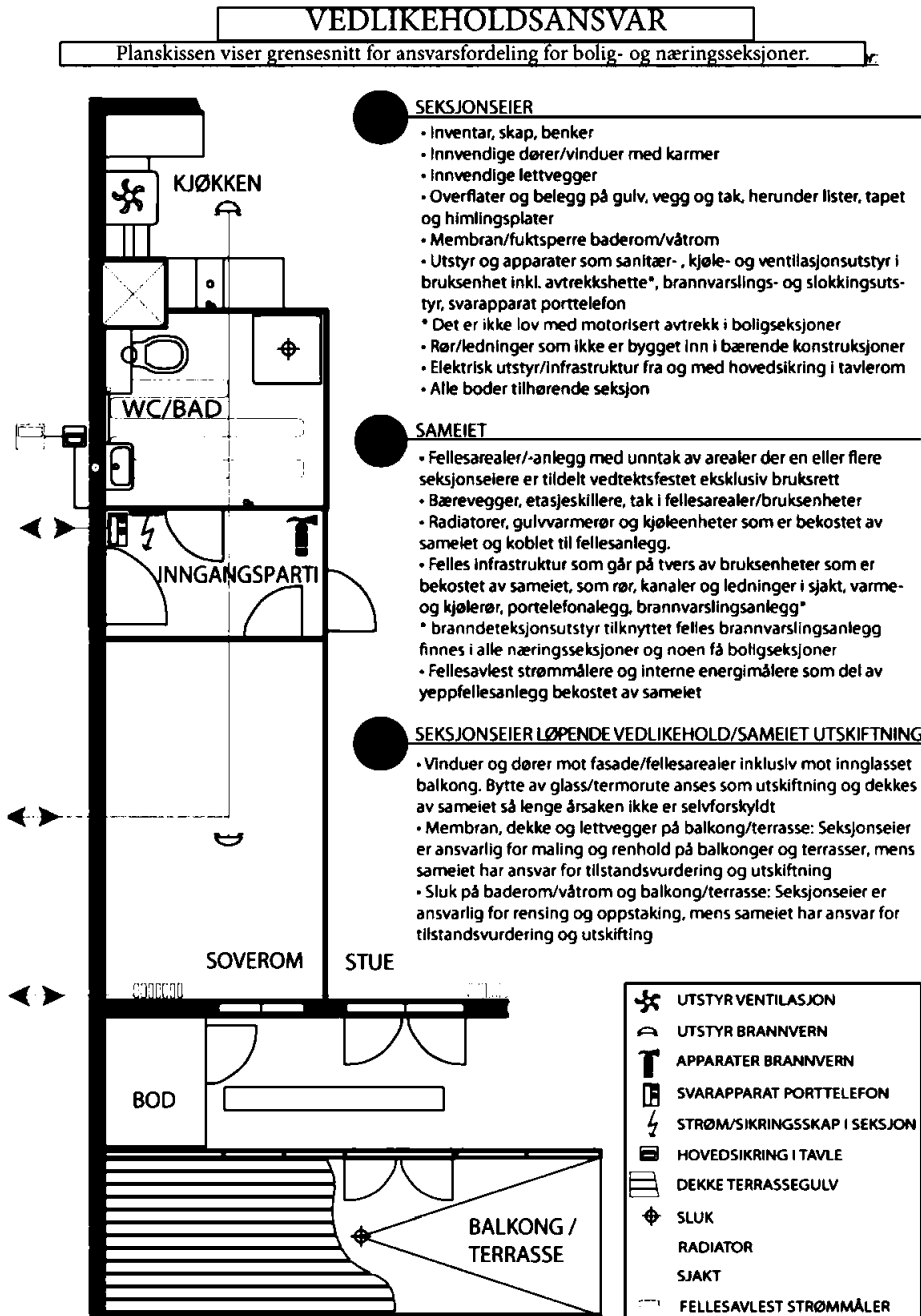 VEDLIKEHOLDSANSVAR
Planskissen viser grensesnitt for ansvarsfordeling for bolig- og næringsseksjoner.
SEKSJONSEIER
• Inventar, skap, benker
• Innvendige dører/vinduer med karmer
• Innvendige lettvegger
• Overflater og belegg på gulv, vegg og tak, herunder lister, tapet
og himlingsplater
• Membran/fuktsperre baderom/våtrom
• Utstyr og apparater som sanitær- , kjøle- og ventilasjonsutstyr i
bruksenhet inkl. avtrekkshette*, brannvarslings- og slokkingsuts-
tyr, svarapparat porttelefon
* Det er ikke lov med motorisert avtrekk i boligseksjoner
• Rør/ledninger som ikke er bygget inn i bærende konstruksjoner
• Elektrisk utstyr/infrastruktur fra og med hovedsikring i tavlerom
• Alle boder tilhørende seksjon
SAMEIET
• Fellesarealer/-anlegg med unntak av arealer der en eller flere
seksjonseiere er tildelt vedtektsfestet eksklusiv bruksrett
• Bærevegger, etasjeskillere, tak i fellesarealer/bruksenheter
• Radiatorer, gulvvarmerør og kjøleenheter som er bekostet av
sameiet og koblet til fellesanlegg.
• Felles infrastruktur som går på tvers av bruksenheter som er
bekostet av sameiet, som rør, kanaler og ledninger i sjakt, varme-
og kjølerør, portelefonalegg, brannvarslingsanlegg*
* branndeteksjonsutstyr tilknyttet felles brannvarslingsanlegg
finnes i alle næringsseksjoner og noen få boligseksjoner
• Fellesavlest strømmålere og interne energimålere som del av
yeppfellesanlegg bekostet av sameiet
SEKSJONSEIER LØPENDE VEDLIKEHOLD/SAMEIET UTSKIFTNING
• Vinduer og dører mot fasade/fellesarealer inklusiv mot innglasset
balkong. Bytte av glass/termorute anses som utskiftning og dekkes
av sameiet så lenge årsaken ikke er selvforskyldt
• Membran, dekke og lettvegger på balkong/terrasse: Seksjonseier
er ansvarlig for maling og renhold på balkonger og terrasser, mens
sameiet har ansvar for tilstandsvurdering og utskiftning
• Sluk på baderom/våtrom og balkong/terrasse: Seksjonseier er
ansvarlig for rensing og oppstaking, mens sameiet har ansvar for
tilstandsvurdering og utskifting
KJØKKEN
WC/BAD
INNGANGSPARTI
SOVEROM
STUE
BOD
BALKONG /
TERRASSE
UTSTYR VENTILASJON
UTSTYR BRANNVERN
APPARATER BRANNVERN
SVARAPPARAT PORTTELEFON
STRØM/SIKRINGSSKAP I SEKSJON
HOVEDSIKRING I TAVLE
DEKKE TERRASSEGULV
SLUK
RADIATOR
SJAKT
FELLESAVLEST STRØMMÅLER